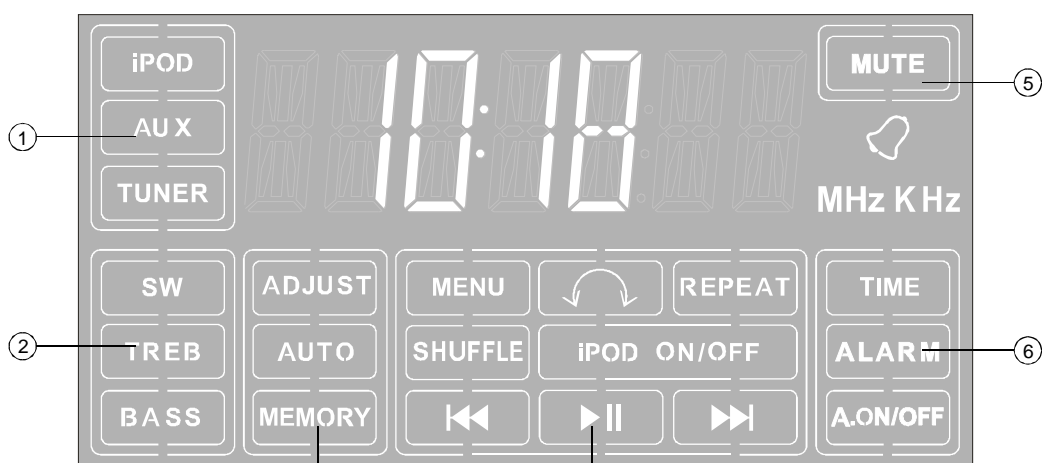 iPOD
10:18
MUTE
5
1
AUX
TUNER
MHz KHz
SW
ADJUST
MENU
REPEAT
TIME
2
TREB
AUTO
SHUFFLE
iPOD ON/OFF
ALARM
6
BASS
MEMORY
A.ON/OFF